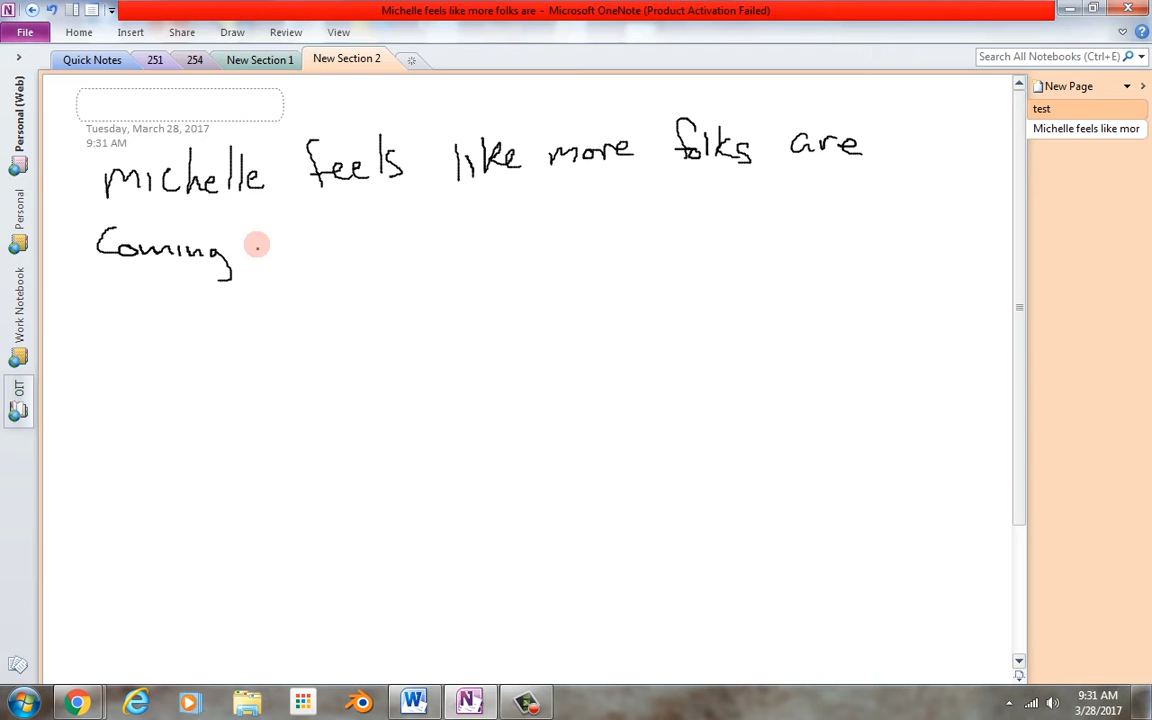 Michelle feels like more folks are - Microsoft OneNote (Product Activation Failed)
File Home Insert Share Draw Review View
Quick Notes 251 254 New Section 1 New Section 2 Search All Notebooks (Ctrl+E)
New Page
test
Michelle feels like mor
Personal (Web)
Personal
Work Notebook
OIT
Tuesday, March 28, 2017
9:31 AM
Michelle feels like more folks are
Coming
9:31 AM
3/28/2017